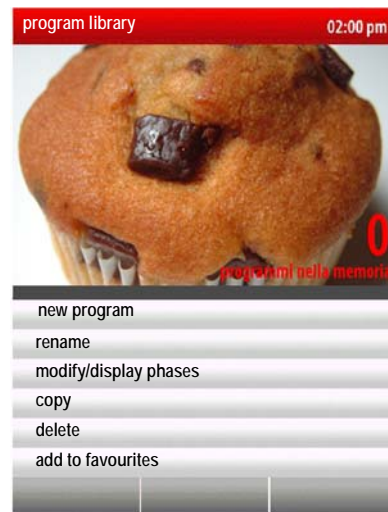 program library
02:00 pm
0
programmi nella memoria
new program
rename
modify/display phases
copy
delete
add to favourites